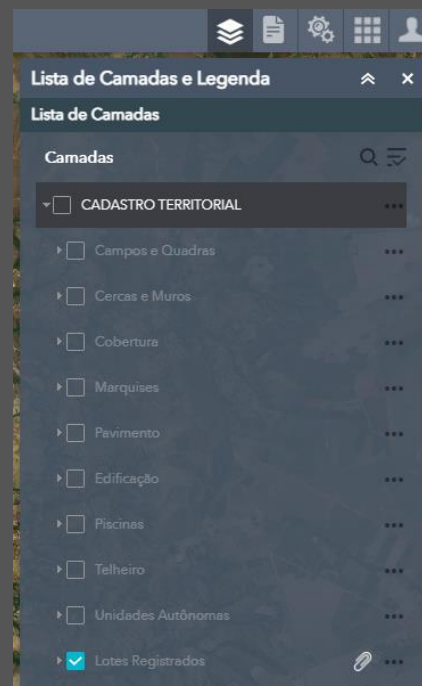 Lista de Camadas e Legenda
Lista de Camadas
Camadas
CADASTRO TERRITORIAL
Campos e Quadras
Cercas e Muros
Cobertura
Marquises
Pavimento
Edificação
Piscinas
Telheiro
Unidades Autônomas
Lotes Registrados